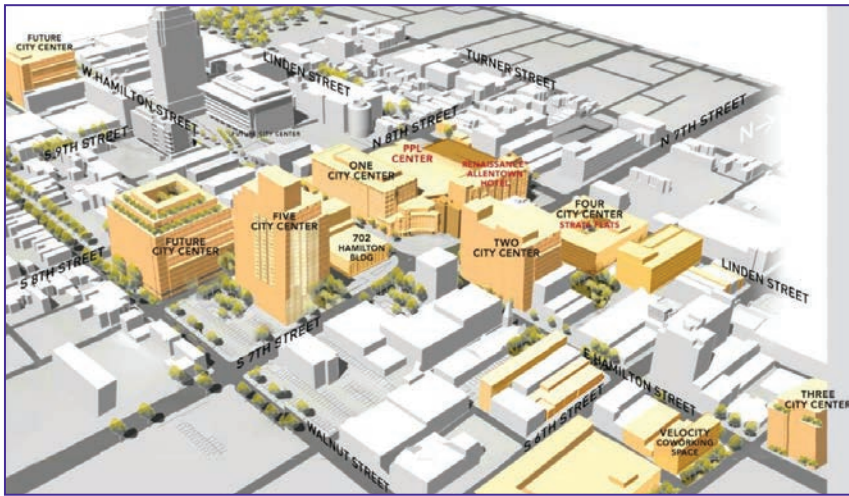 FUTURE
CITY CENTER
W. HAMILTON STREET
LINDEN STREET
TURNER STREET
S 9TH STREET
FUTURE CITY CENTER
N 8TH STREET
N 7TH STREET
N
PPL
CENTER
ONE
CITY CENTER
RENAISSANCE
ALLENTOWN
HOTEL
FOUR
CITY CENTER
STRATA FLATS
FIVE
CITY CENTER
702
HAMILTON
BLDG
TWO
CITY CENTER
FUTURE
CITY CENTER
S 8TH STREET
LINDEN STREET
S 7TH STREET
E HAMILTON STREET
THREE
CITY CENTER
S 6TH STREET
VELOCITY
COWORKING
SPACE
WALNUT STREET